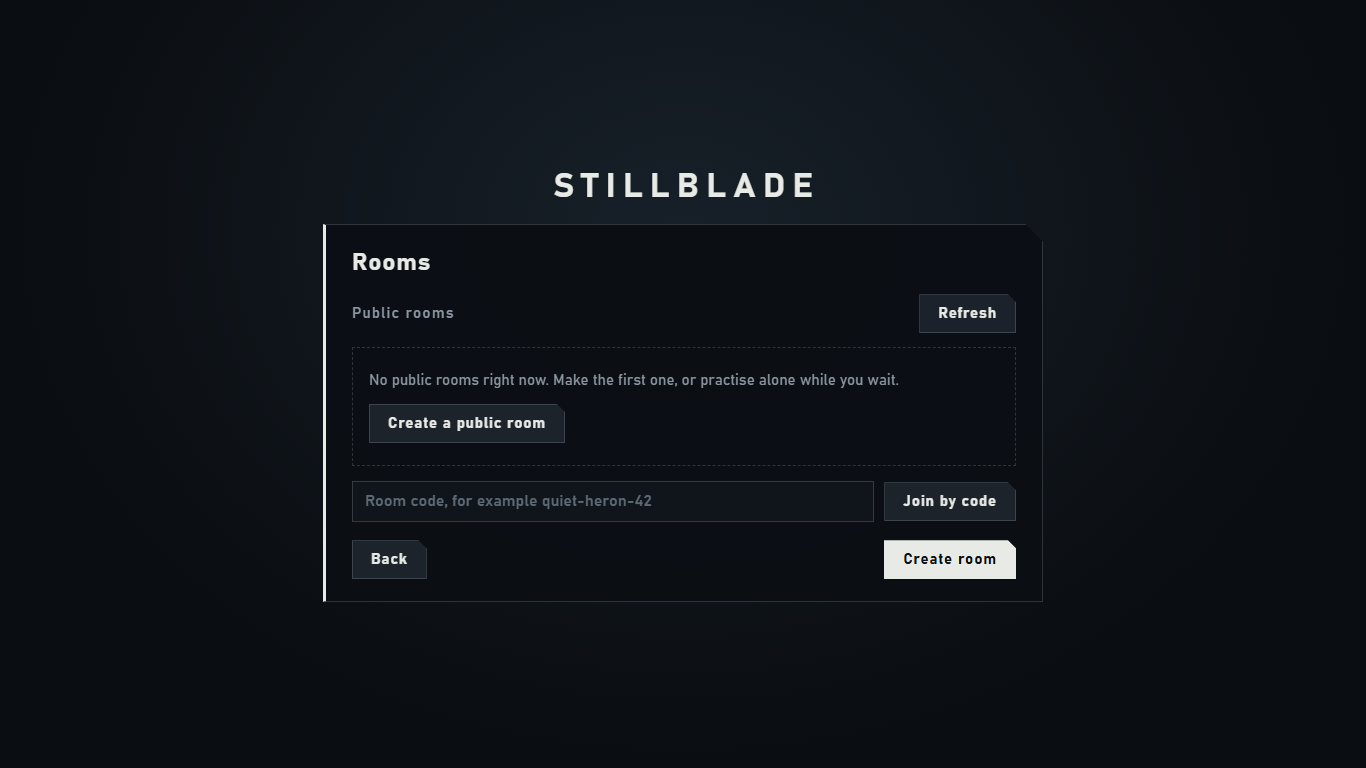 STILLBLADE
Rooms
Public rooms
Refresh
No public rooms right now. Make the first one, or practise alone while you wait.
Create a public room
Room code, for example quiet-heron-42
Join by code
Back
Create room